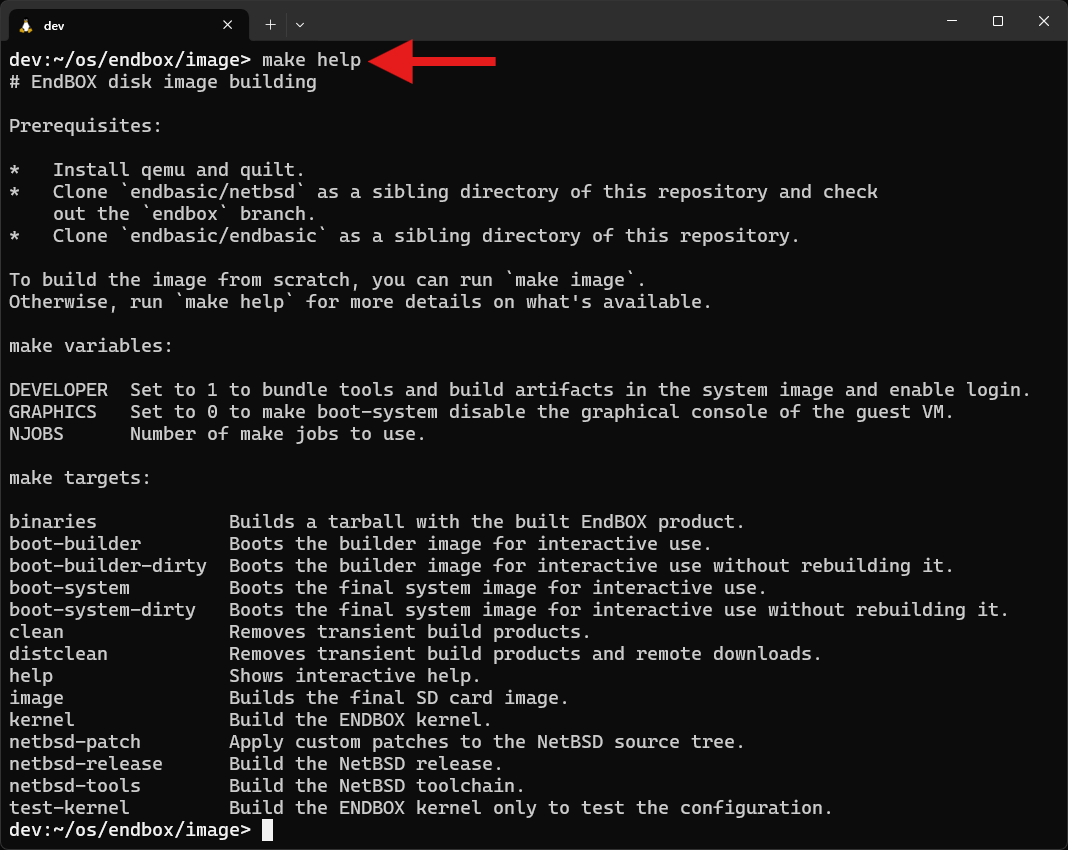 dev
dev:~/os/endbox/image> make help
# EndBOX disk image building
Prerequisites:
*   Install qemu and quilt.
*   Clone `endbasic/netbsd` as a sibling directory of this repository and check
    out the `endbox` branch.
*   Clone `endbasic/endbasic` as a sibling directory of this repository.
To build the image from scratch, you can run `make image`.
Otherwise, run `make help` for more details on what's available.
make variables:
DEVELOPER  Set to 1 to bundle tools and build artifacts in the system image and enable login.
GRAPHICS   Set to 0 to make boot-system disable the graphical console of the guest VM.
NJOBS      Number of make jobs to use.
make targets:
binaries            Builds a tarball with the built EndBOX product.
boot-builder        Boots the builder image for interactive use.
boot-builder-dirty  Boots the builder image for interactive use without rebuilding it.
boot-system         Boots the final system image for interactive use.
boot-system-dirty   Boots the final system image for interactive use without rebuilding it.
clean               Removes transient build products.
distclean           Removes transient build products and remote downloads.
help                Shows interactive help.
image               Builds the final SD card image.
kernel              Build the ENDBOX kernel.
netbsd-patch        Apply custom patches to the NetBSD source tree.
netbsd-release      Build the NetBSD release.
netbsd-tools        Build the NetBSD toolchain.
test-kernel         Build the ENDBOX kernel only to test the configuration.
dev:~/os/endbox/image>